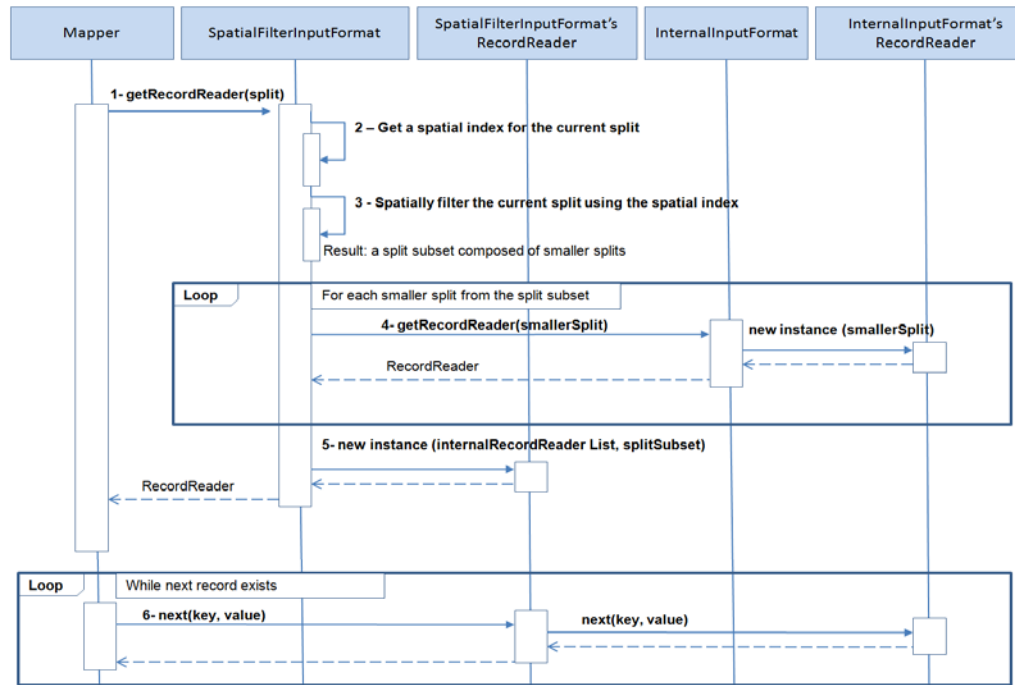 Mapper
SpatialFilterInputFormat
SpatialFilterInputFormat's
RecordReader
InternalInputFormat
InternalInputFormat's
RecordReader
1- getRecordReader(split)
2 – Get a spatial index for the current split
3 - Spatially filter the current split using the spatial index
Result: a split subset composed of smaller splits
Loop
For each smaller split from the split subset
4- getRecordReader(smallerSplit)
new instance (smallerSplit)
RecordReader
5- new instance (internalRecordReader List, splitSubset)
RecordReader
Loop
While next record exists
6- next(key, value)
next(key, value)